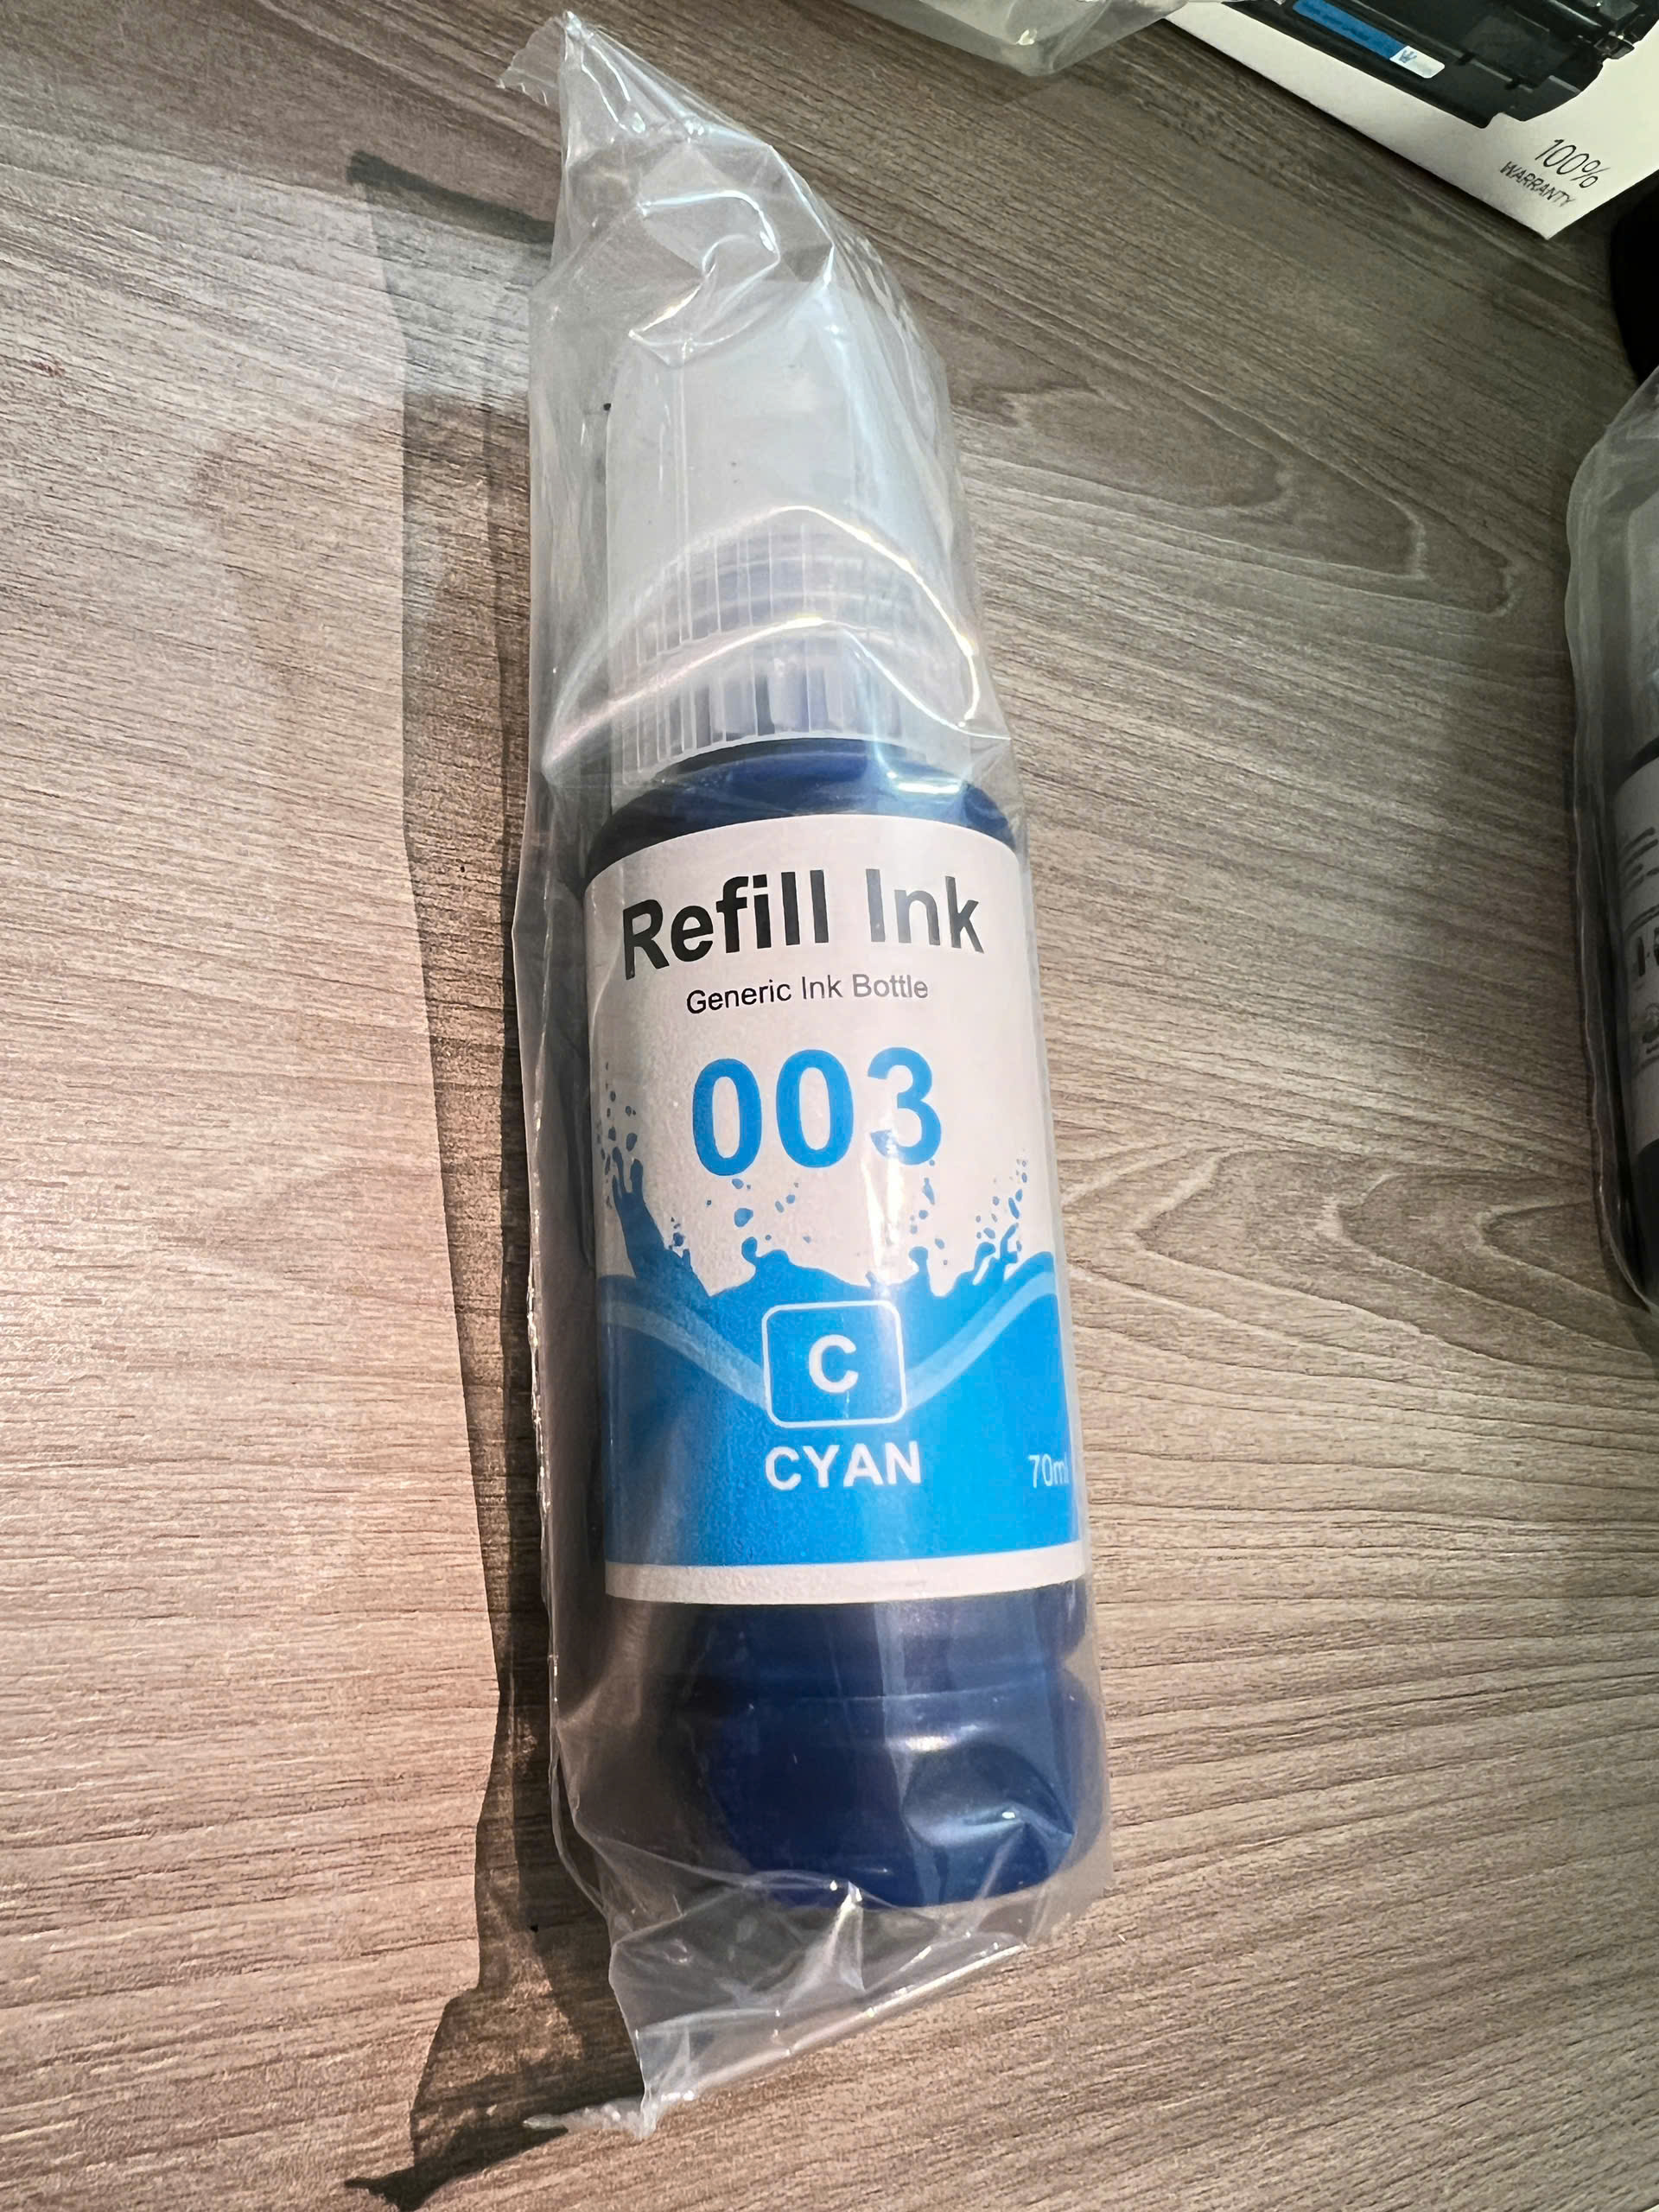 100%
WARRANTY
Refill Ink
Generic Ink Bottle
003
C
CYAN
70ml